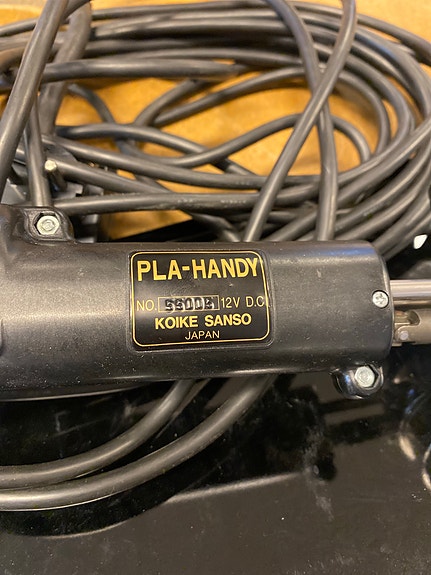 PLA-HANDY
NO. 12V D.C
KOIKE SANSO
JAPAN